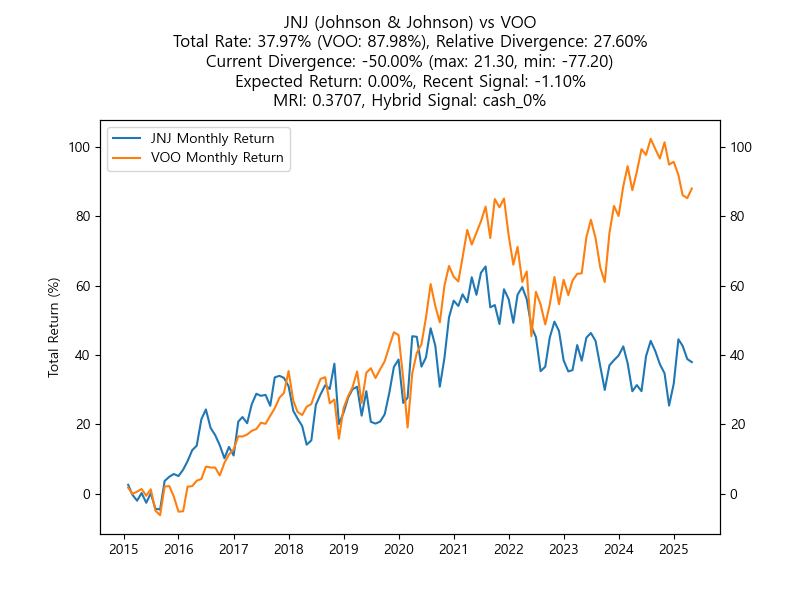 JNJ (Johnson & Johnson) vs VOO
Total Rate: 37.97% (VOO: 87.98%), Relative Divergence: 27.60%
Current Divergence: -50.00% (max: 21.30, min: -77.20)
Expected Return: 0.00%, Recent Signal: -1.10%
MRI: 0.3707, Hybrid Signal: cash_0%
JNJ Monthly Return
VOO Monthly Return
Total Return (%)
100
80
60
40
20
0
100
80
60
40
20
0
2015 2016 2017 2018 2019 2020 2021 2022 2023 2024 2025